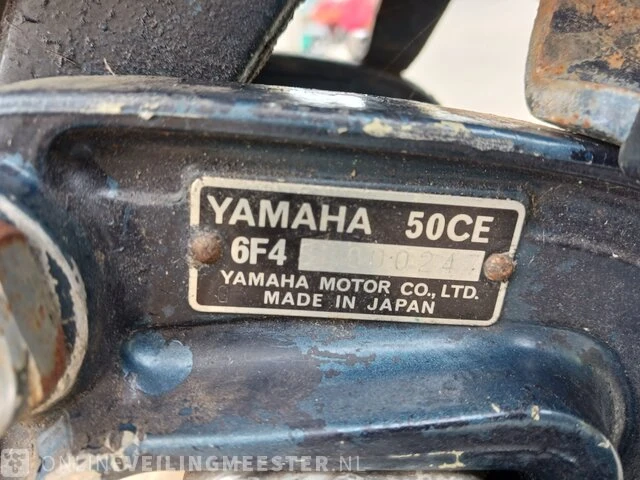 YAMAHA 50CE
6F4
YAMAHA MOTOR CO., LTD.
MADE IN JAPAN
ONLINEVEILINGMEESTER.NL